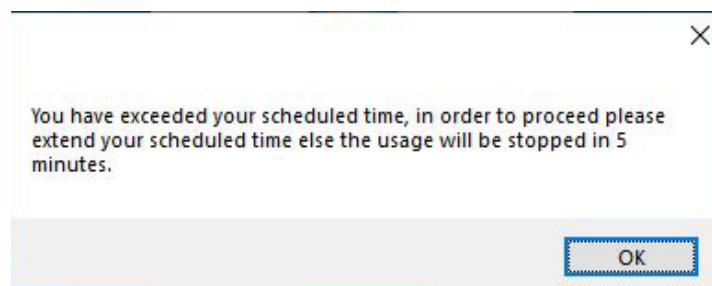 You have exceeded your scheduled time, in order to proceed please
extend your scheduled time else the usage will be stopped in 5
minutes.
OK